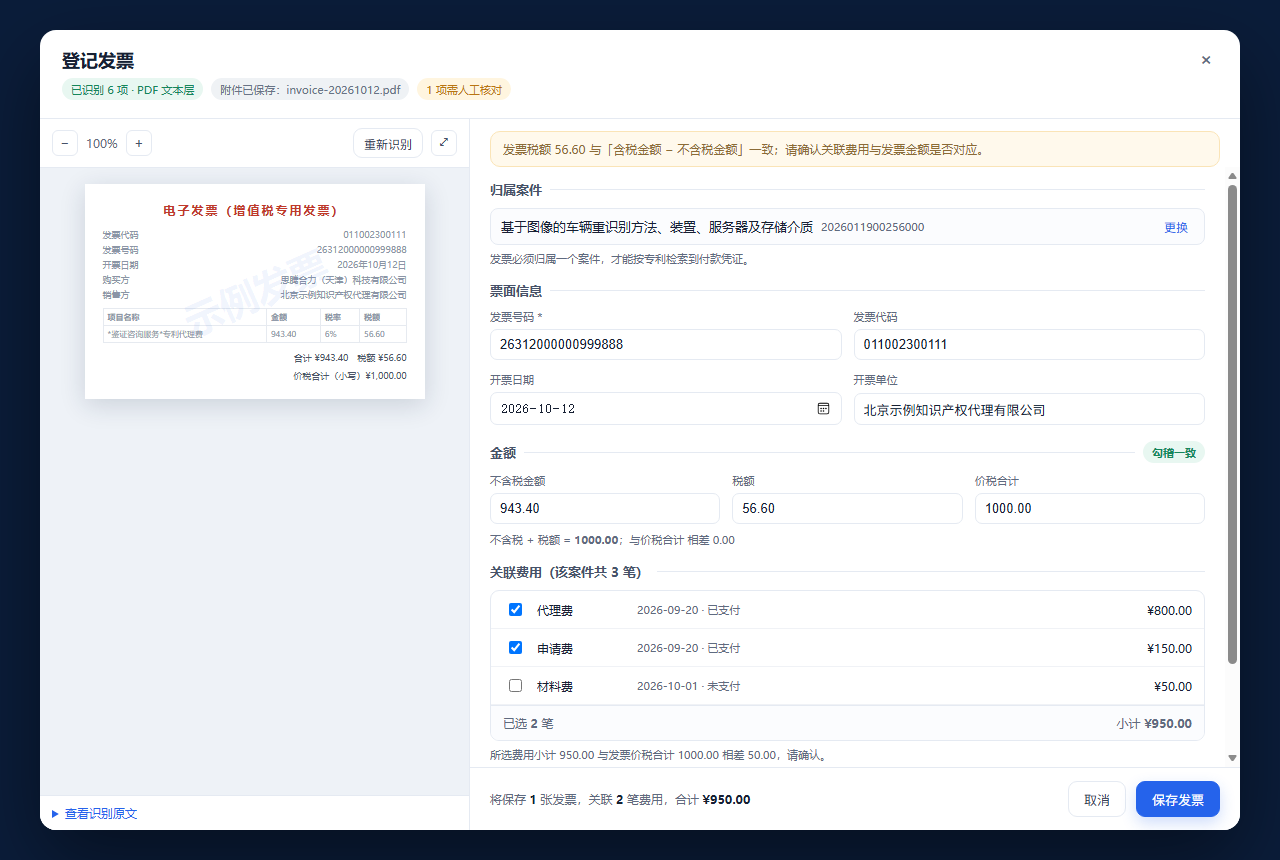 登记发票
×
已识别 6 项 · PDF 文本层
附件已保存：invoice-20261012.pdf
1 项需人工核对
− 100% +
重新识别
⤢
电子发票（增值税专用发票）
发票代码 011002300111
发票号码 26312000000999888
开票日期 2026年10月12日
购买方 思腾合力（天津）科技有限公司
销售方 北京示例知识产权代理有限公司
示例发票
项目名称 金额 税率 税额
*鉴证咨询服务*专利代理费 943.40 6% 56.60
合计 ¥943.40 税额 ¥56.60
价税合计（小写）¥1,000.00
▶ 查看识别原文
发票税额 56.60 与「含税金额 − 不含税金额」一致；请确认关联费用与发票金额是否对应。
归属案件
基于图像的车辆重识别方法、装置、服务器及存储介质 2026011900256000 更换
发票必须归属一个案件，才能按专利检索到付款凭证。
票面信息
发票号码 * 发票代码
26312000000999888 011002300111
开票日期 开票单位
2026-10-12 北京示例知识产权代理有限公司
金额 勾稽一致
不含税金额 税额 价税合计
943.40 56.60 1000.00
不含税 + 税额 = 1000.00；与价税合计 相差 0.00
关联费用（该案件共 3 笔）
代理费 2026-09-20 · 已支付 ¥800.00
申请费 2026-09-20 · 已支付 ¥150.00
材料费 2026-10-01 · 未支付 ¥50.00
已选 2 笔 小计 ¥950.00
所选费用小计 950.00 与发票价税合计 1000.00 相差 50.00，请确认。
将保存 1 张发票，关联 2 笔费用，合计 ¥950.00
取消 保存发票